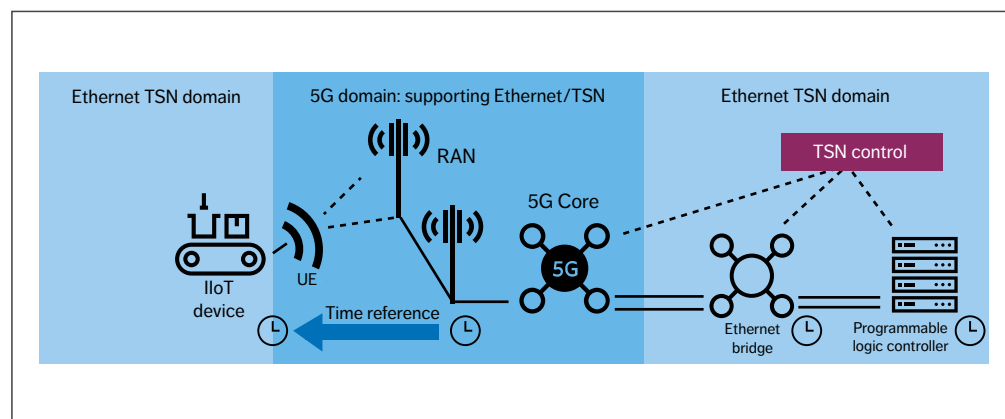 Ethernet TSN domain
5G domain: supporting Ethernet/TSN
Ethernet TSN domain
TSN control
RAN
5G Core
5G
UE
IIoT
device
Time reference
Ethernet
bridge
Programmable
logic controller